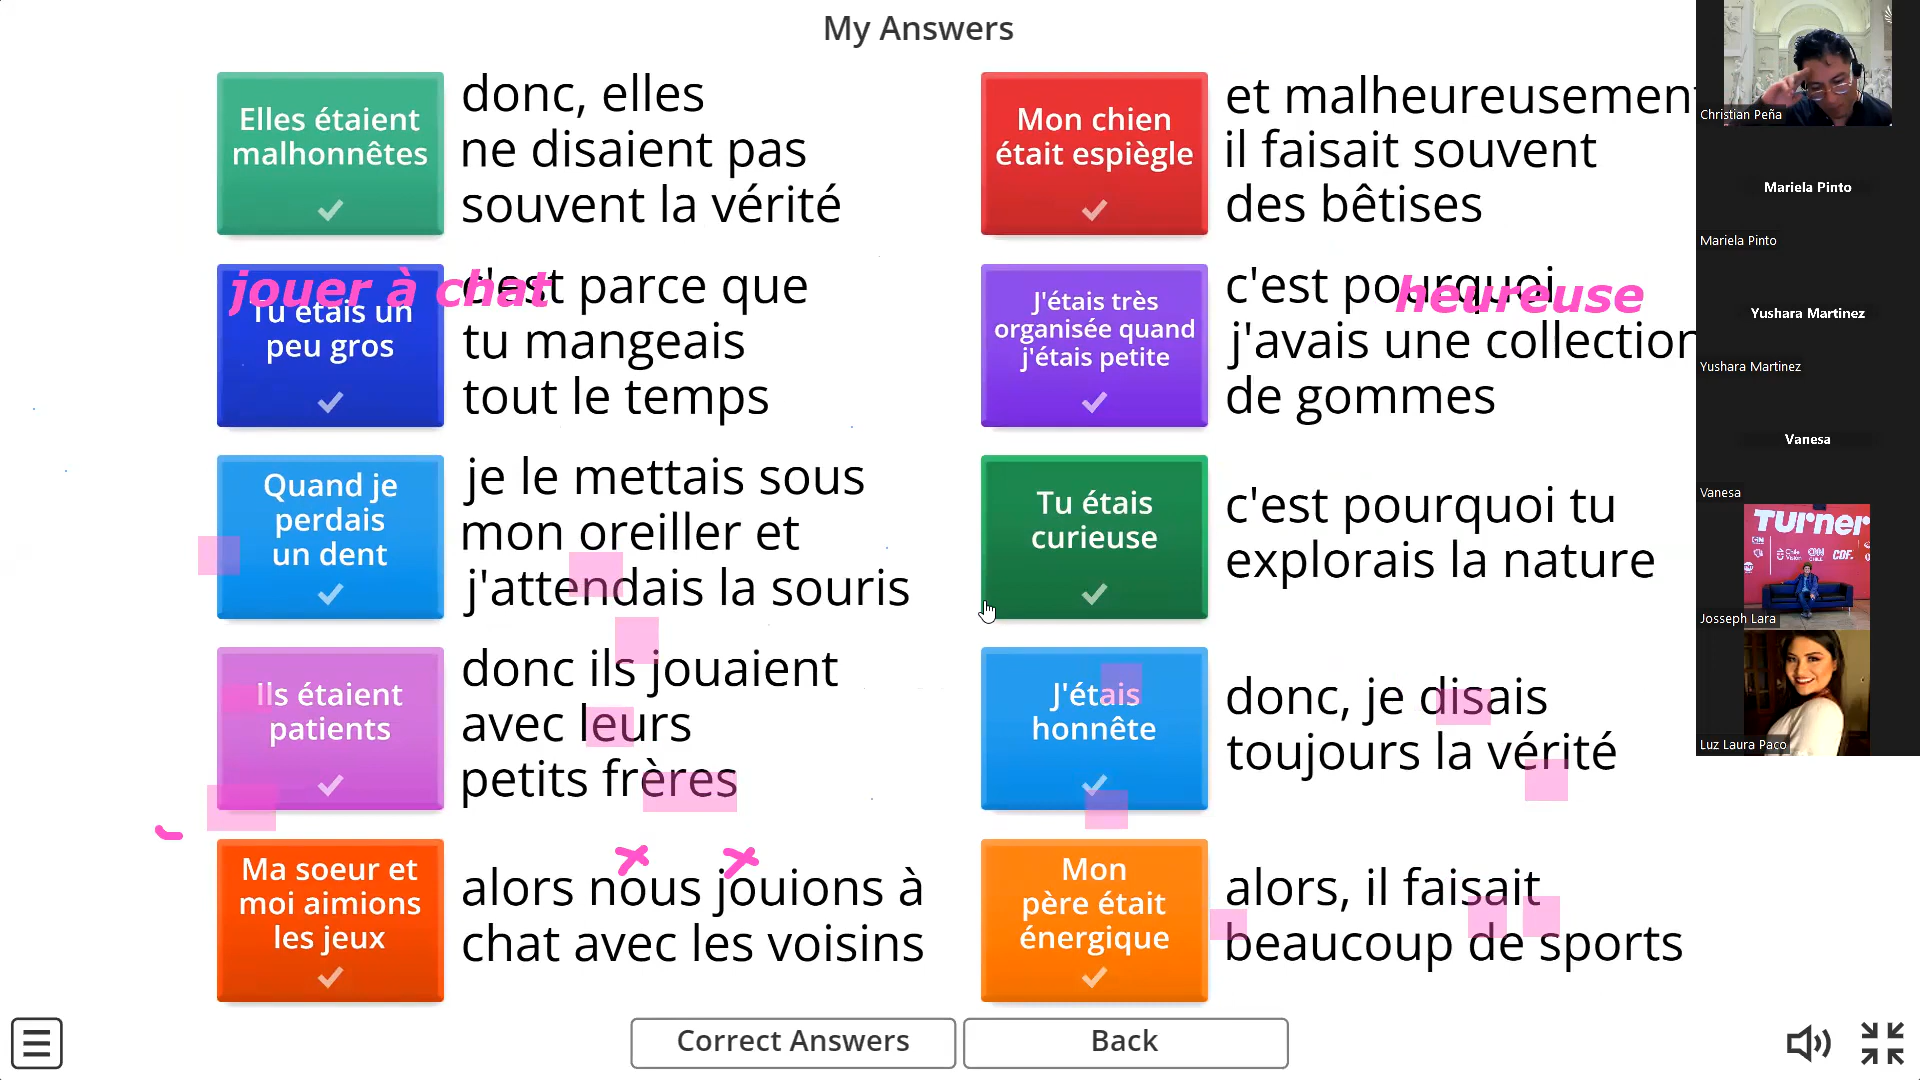 My Answers
Elles étaient
malhonnêtes
donc, elles
ne disaient pas
souvent la vérité
Mon chien
était espiègle
et malheureusement
il faisait souvent
des bêtises
jouer à chat
Tu étais un
peu gros
c'est parce que
tu mangeais
tout le temps
J'étais très
organisée quand
j'étais petite
c'est pourquoi
heureuse
j'avais une collection
de gommes
Quand je
perdais
un dent
je le mettais sous
mon oreiller et
j'attendais la souris
Tu étais
curieuse
c'est pourquoi tu
explorais la nature
Ils étaient
patients
donc ils jouaient
avec leurs
petits frères
J'étais
honnête
donc, je disais
toujours la vérité
Ma soeur et
moi aimions
les jeux
alors nous jouions à
chat avec les voisins
Mon
père était
énergique
alors, il faisait
beaucoup de sports
Correct Answers
Back
Christian Peña
Mariela Pinto
Mariela Pinto
Yushara Martinez
Yushara Martinez
Vanesa
Vanesa
Turner
CDF.
Josseph Lara
Luz Laura Paco